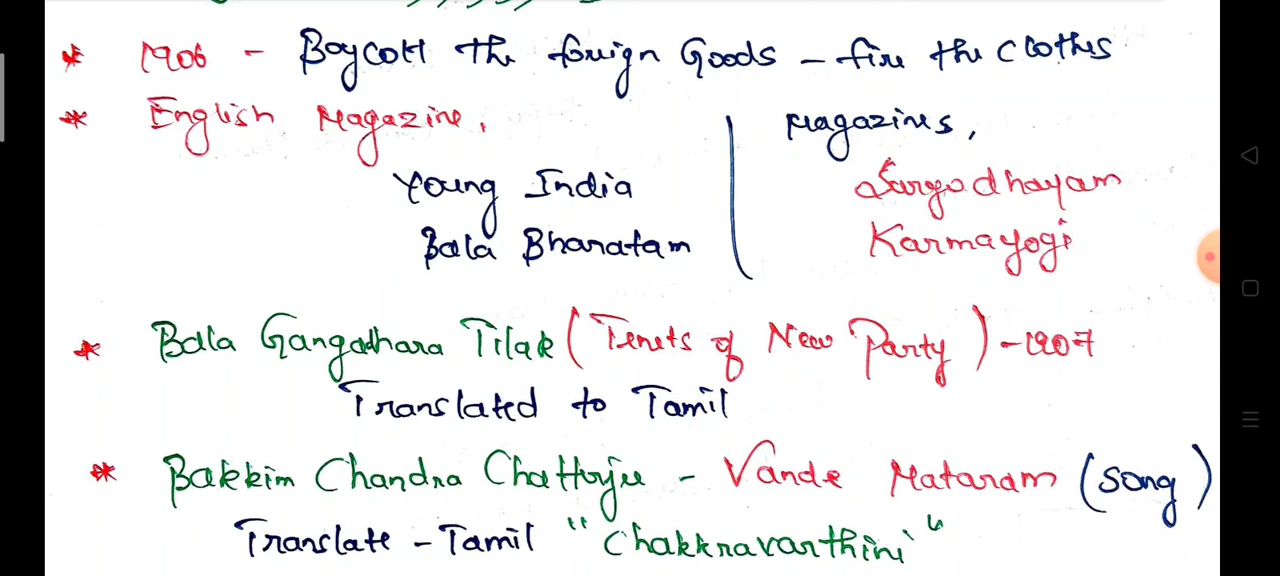 * 1906 - Boycott the foreign Goods - fire the Clothes
* English Magazine,
Young India
Bala Bharatam
Magazines,
Karmayogi
* Bala Gangadhara Tilak (Tenets of New Party) - 1907
Translated to Tamil
* Bakkim Chandra Chatterjee - Vande Mataram (song)
Translate - Tamil "Chakkravarthini"